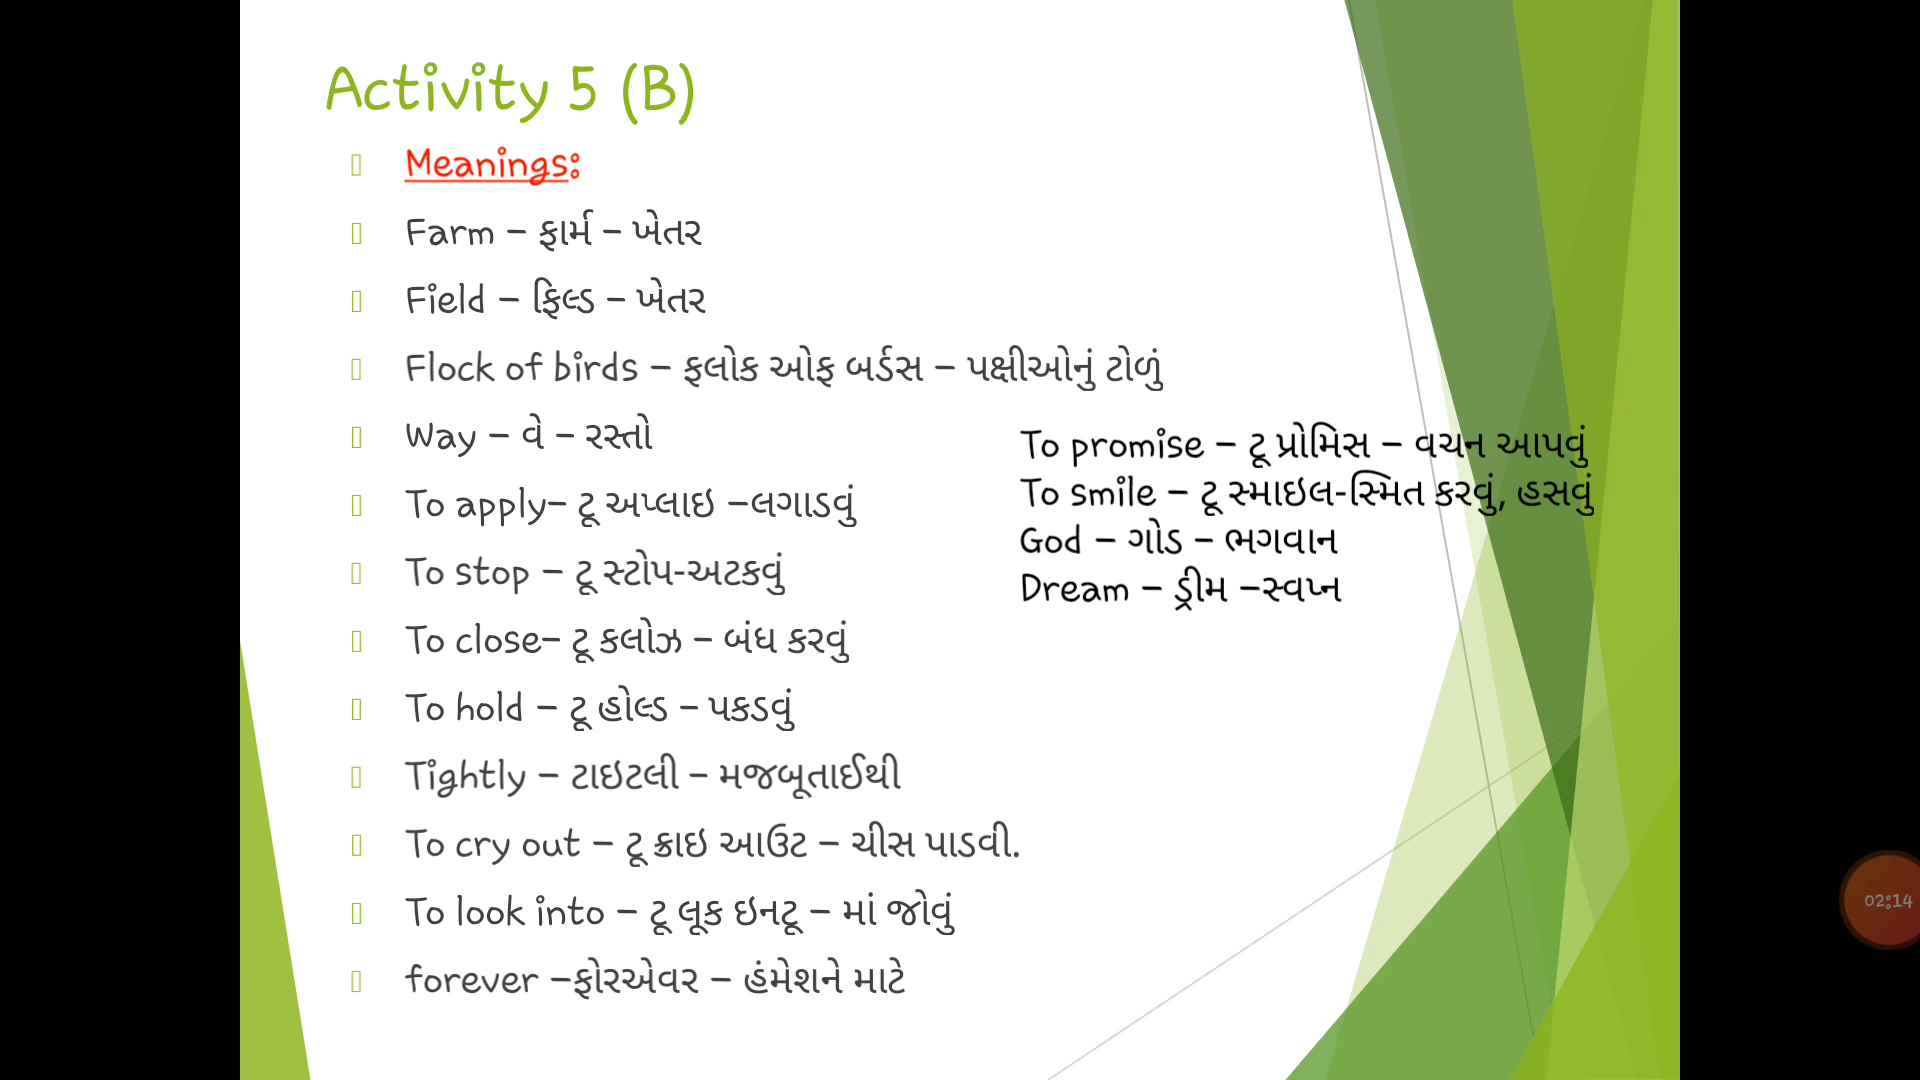 Activity 5 (B)
Meanings:
Farm – ફાર્મ – ખેતર
Field – ફિલ્ડ – ખેતર
Flock of birds – ફલોક ઓફ બર્ડસ – પક્ષીઓનું ટોળું
Way – વે – રસ્તો
To apply– ટૂ અપ્લાઇ –લગાડવું
To stop – ટૂ સ્ટોપ-અટકવું
To close– ટૂ કલોઝ – બંધ કરવું
To hold – ટૂ હોલ્ડ – પકડવું
Tightly – ટાઇટલી – મજબૂતાઈથી
To cry out – ટૂ ક્રાઇ આઉટ – ચીસ પાડવી.
To look into – ટૂ લૂક ઇનટૂ – માં જોવું
forever –ફોરએવર – હંમેશને માટે
To promise – ટૂ પ્રોમિસ – વચન આપવું
To smile – ટૂ સ્માઇલ-સ્મિત કરવું, હસવું
God – ગોડ – ભગવાન
Dream – ડ્રીમ –સ્વપ્ન
02:14